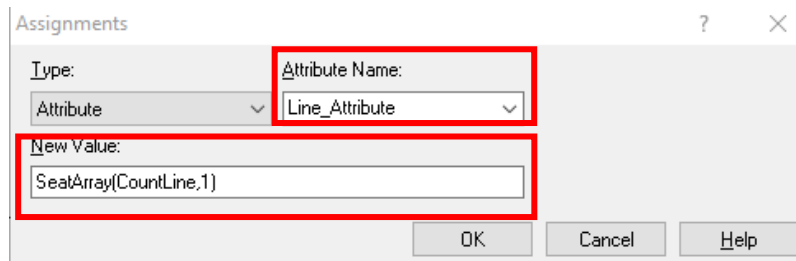 Assignments
Type:
Attribute Name:
Attribute
Line_Attribute
New Value:
SeatArray(CountLine,1)
OK
Cancel
Help